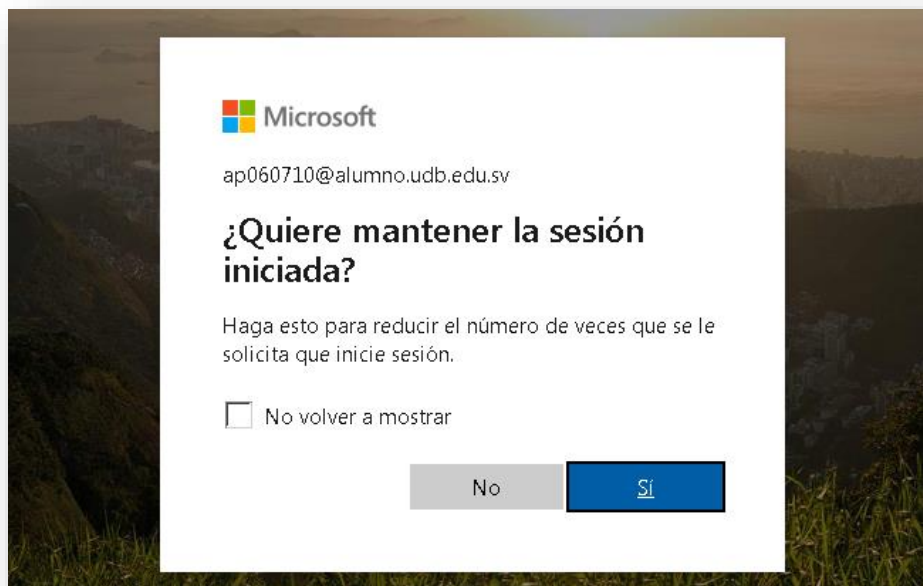 Microsoft
ap060710@alumno.udb.edu.sv
¿Quiere mantener la sesión
iniciada?
Haga esto para reducir el número de veces que se le
solicita que inicie sesión.
No volver a mostrar
No
Sí